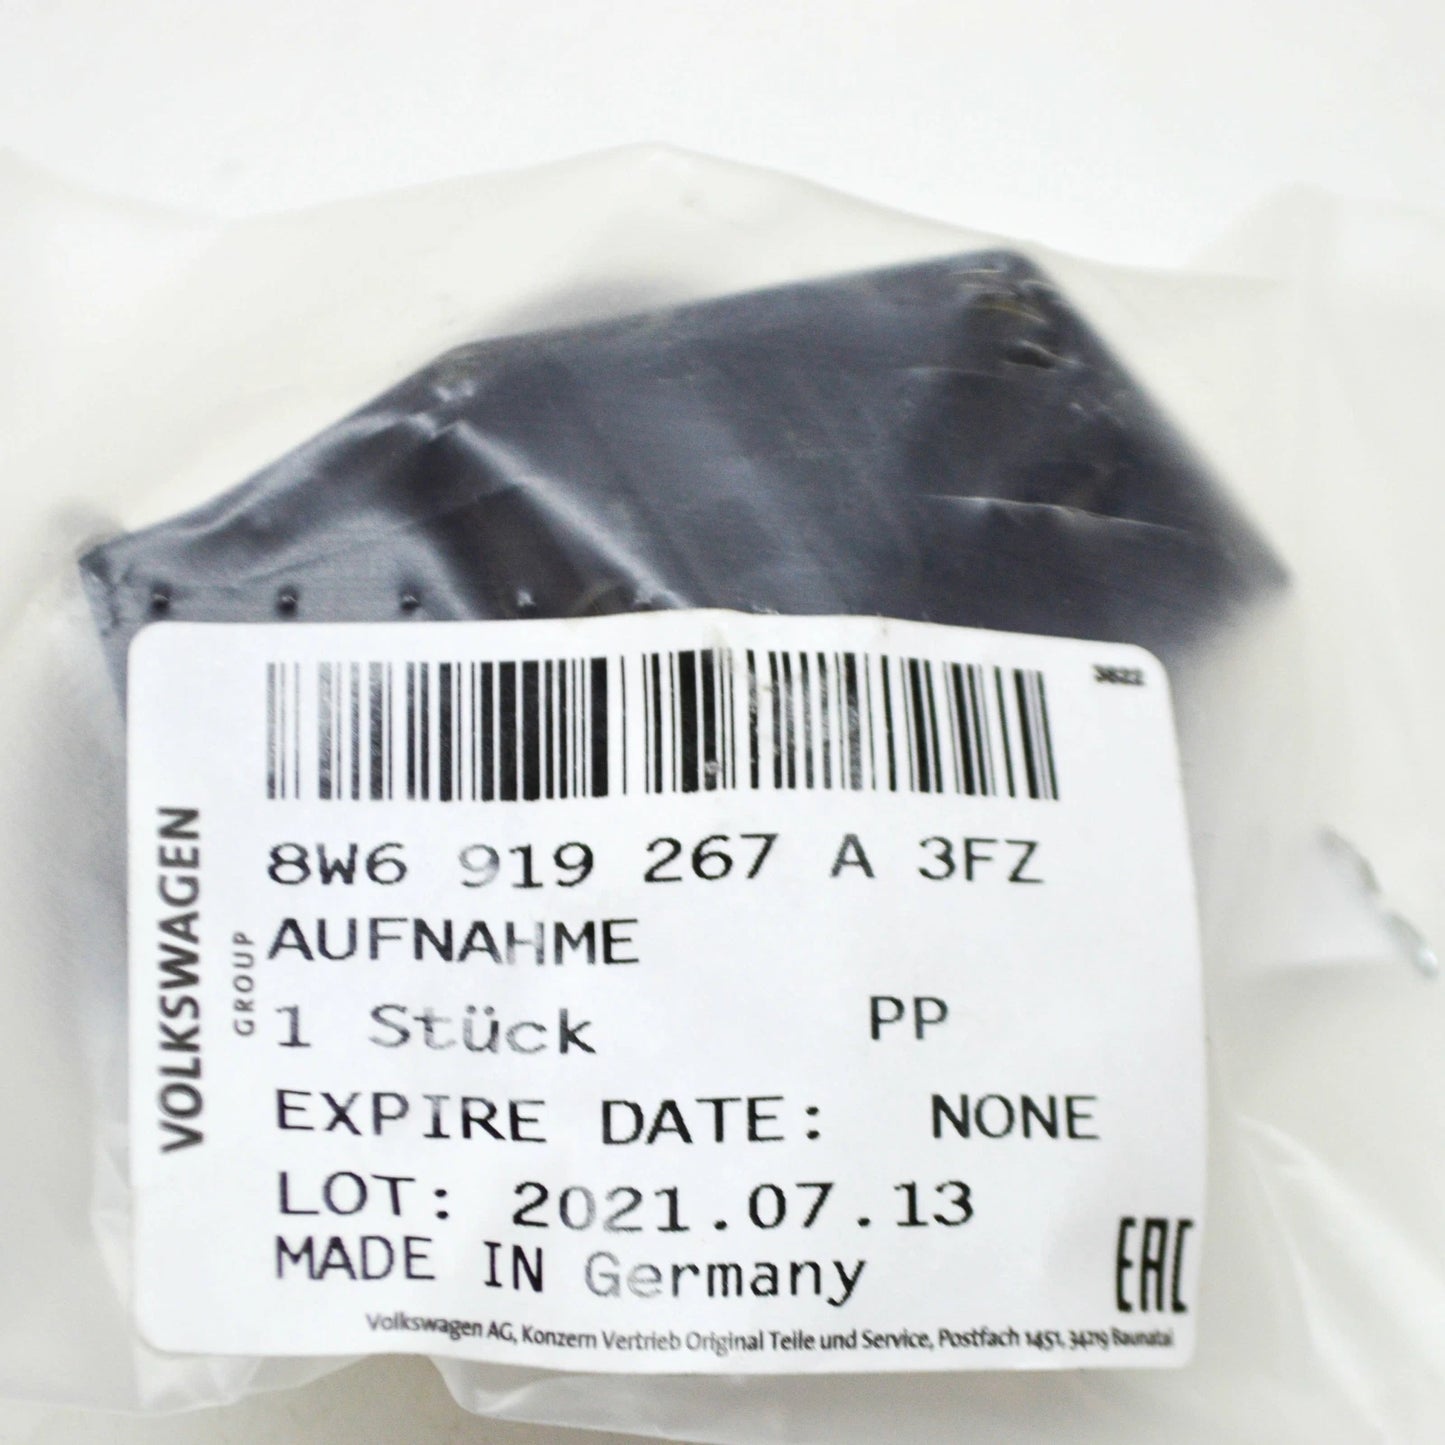 3822
8W6 919 267 A 3FZ
AUFNAHME
1 Stück PP
EXPIRE DATE: NONE
LOT: 2021.07.13
MADE IN Germany
EAC
Volkswagen AG, Konzern Vertrieb Original Teile und Service, Postfach 1451, 34219 Baunatal
VOLKSWAGEN
GROUP